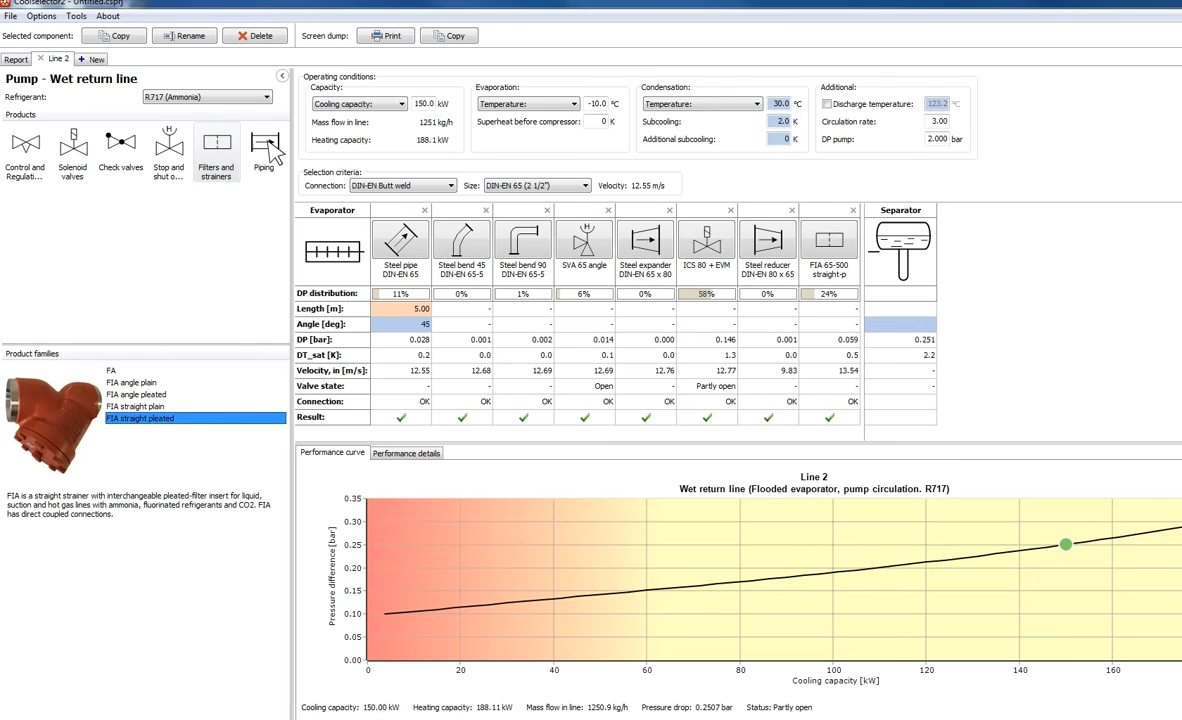 Coolselector2 - Untitled.csprj
File Options Tools About
Selected component: Copy Rename Delete Screen dump: Print Copy
Report Line 2 New
Pump - Wet return line
Refrigerant: R717 (Ammonia)
Products
Control and Regulati...
Solenoid valves
Check valves
Stop and shut o...
Filters and strainers
Piping
Product families
FA
FIA angle plain
FIA angle pleated
FIA straight plain
FIA straight pleated
FIA is a straight strainer with interchangeable pleated-filter insert for liquid,
suction and hot gas lines with ammonia, fluorinated refrigerants and CO2. FIA
has direct coupled connections.
Operating conditions:
Capacity:
Cooling capacity: 150.0 kW
Mass flow in line: 1251 kg/h
Heating capacity: 188.1 kW
Evaporation:
Temperature: -10.0 °C
Superheat before compressor: 0 K
Condensation:
Temperature: 30.0 °C
Subcooling: 2.0 K
Additional subcooling: 0 K
Additional:
Discharge temperature: 123.2 °C
Circulation rate: 3.00
DP pump: 2.000 bar
Selection criteria:
Connection: DIN-EN Butt weld Size: DIN-EN 65 (2 1/2") Velocity: 12.55 m/s
Evaporator Separator
H
Steel pipe Steel bend 45 Steel bend 90 SVA 65 angle Steel expander ICS 80 + EVM Steel reducer FIA 65-500
DIN-EN 65 DIN-EN 65-5 DIN-EN 65-5 DIN-EN 65 x 80 DIN-EN 80 x 65 straight-p
DP distribution: 11% 0% 1% 6% 0% 58% 0% 24%
Length [m]: 5.00 - - - - - - -
Angle [deg]: 45 - - - - - - -
DP [bar]: 0.028 0.001 0.002 0.014 0.000 0.146 0.001 0.059 0.251
DT_sat [K]: 0.2 0.0 0.0 0.1 0.0 1.3 0.0 0.5 2.2
Velocity, in [m/s]: 12.55 12.68 12.69 12.69 12.76 12.77 9.83 13.54 -
Valve state: - - - Open - Partly open - - -
Connection: OK OK OK OK OK OK OK OK
Result:
Performance curve Performance details
Line 2
Wet return line (Flooded evaporator, pump circulation. R717)
Pressure difference [bar]
0.35
0.30
0.25
0.20
0.15
0.10
0.05
0.00
0 20 40 60 80 100 120 140 160
Cooling capacity [kW]
Cooling capacity: 150.00 kW Heating capacity: 188.11 kW Mass flow in line: 1250.9 kg/h Pressure drop: 0.2507 bar Status: Partly open